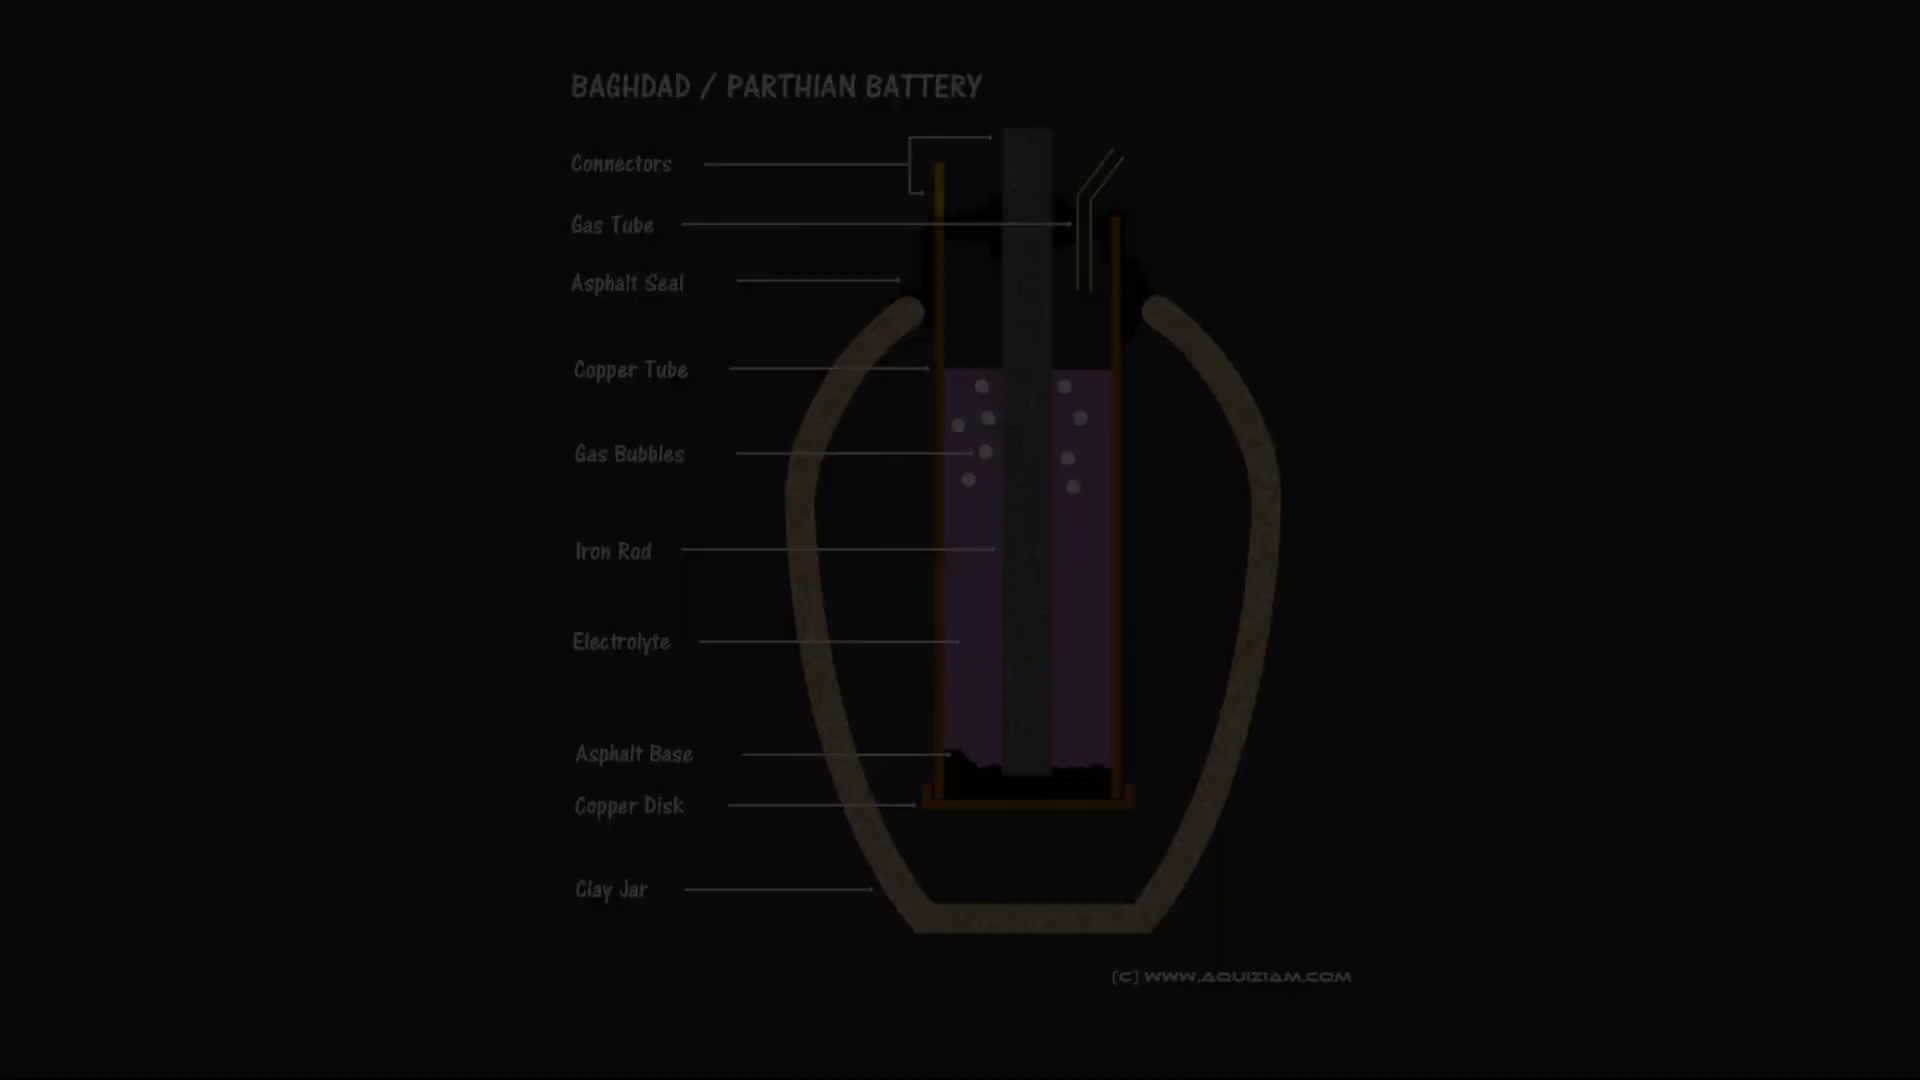 BAGHDAD / PARTHIAN BATTERY
Connectors
Gas Tube
Asphalt Seal
Copper Tube
Gas Bubbles
Iron Rod
Electrolyte
Asphalt Base
Copper Disk
Clay Jar
(C) WWW.AQUIZIAM.COM